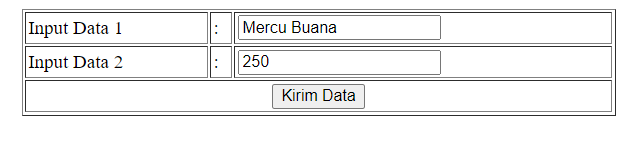 Input Data 1 : Mercu Buana
Input Data 2 : 250
Kirim Data